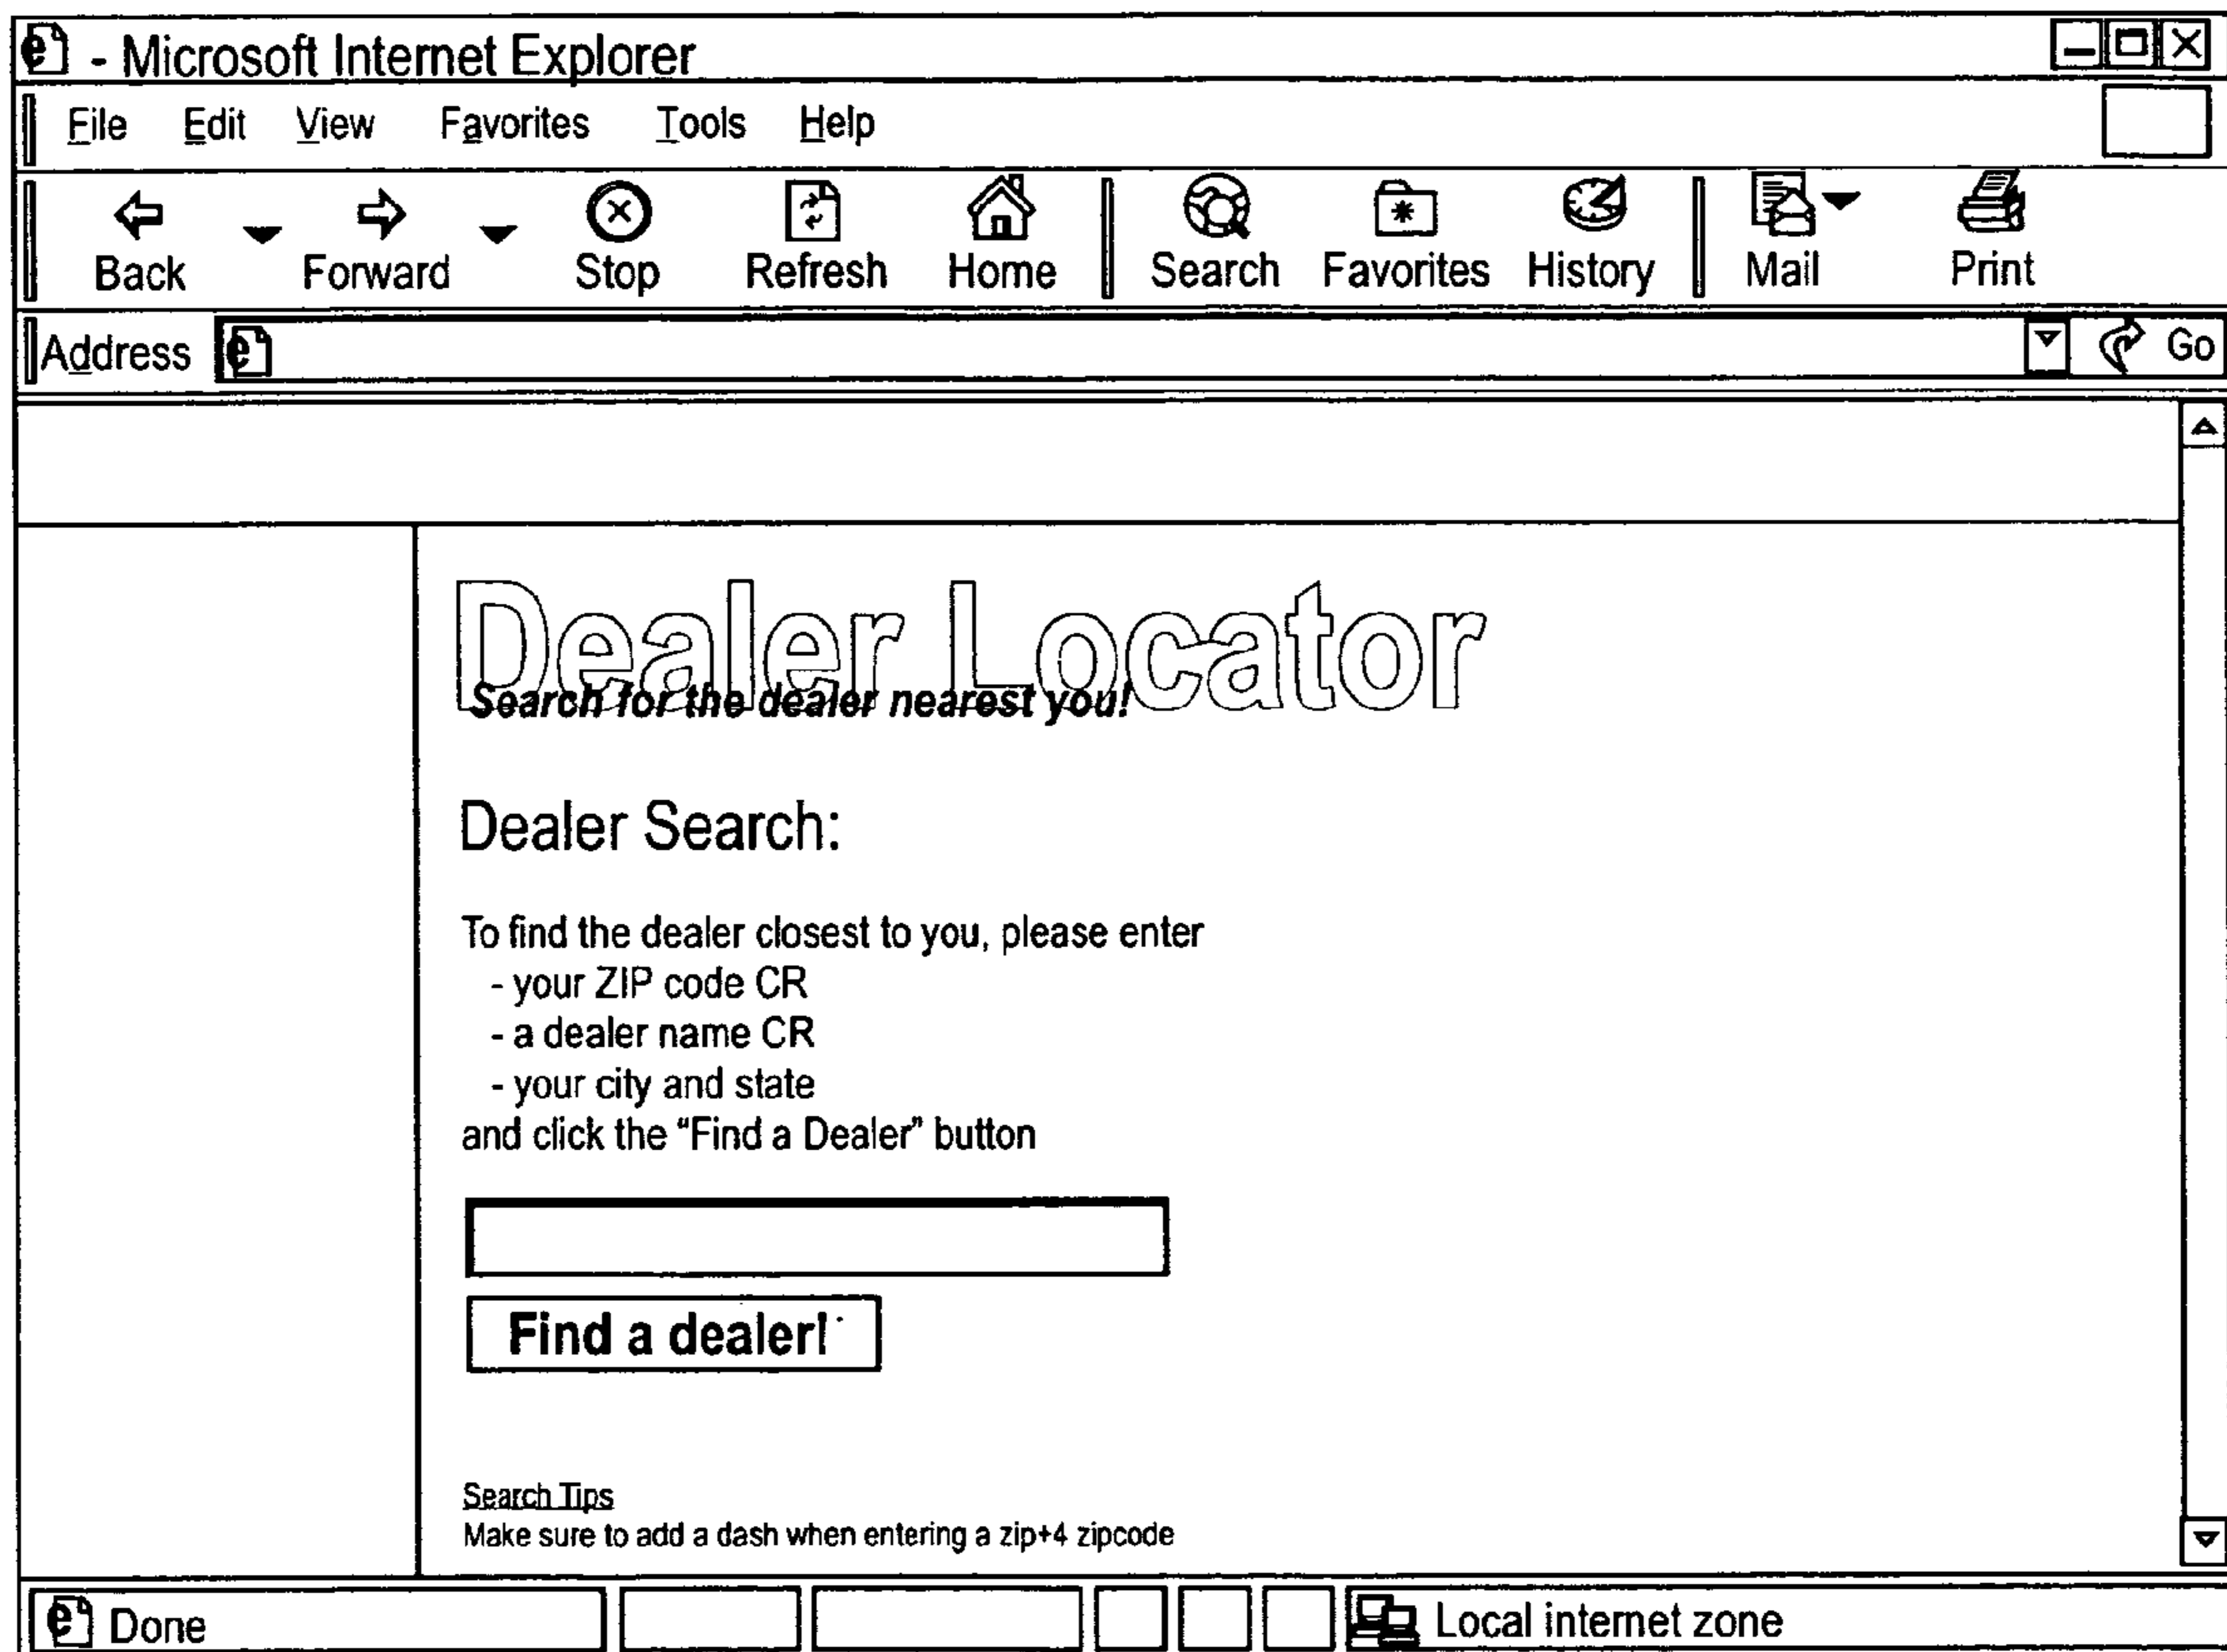 - Microsoft Internet Explorer
File Edit View Favorites Tools Help
Back Forward Stop Refresh Home Search Favorites History Mail Print
Address Go
Dealer Locator
Search for the dealer nearest you!
Dealer Search:
To find the dealer closest to you, please enter
- your ZIP code CR
- a dealer name CR
- your city and state
and click the “Find a Dealer” button
Find a dealer!
Search Tips
Make sure to add a dash when entering a zip+4 zipcode
Done Local internet zone